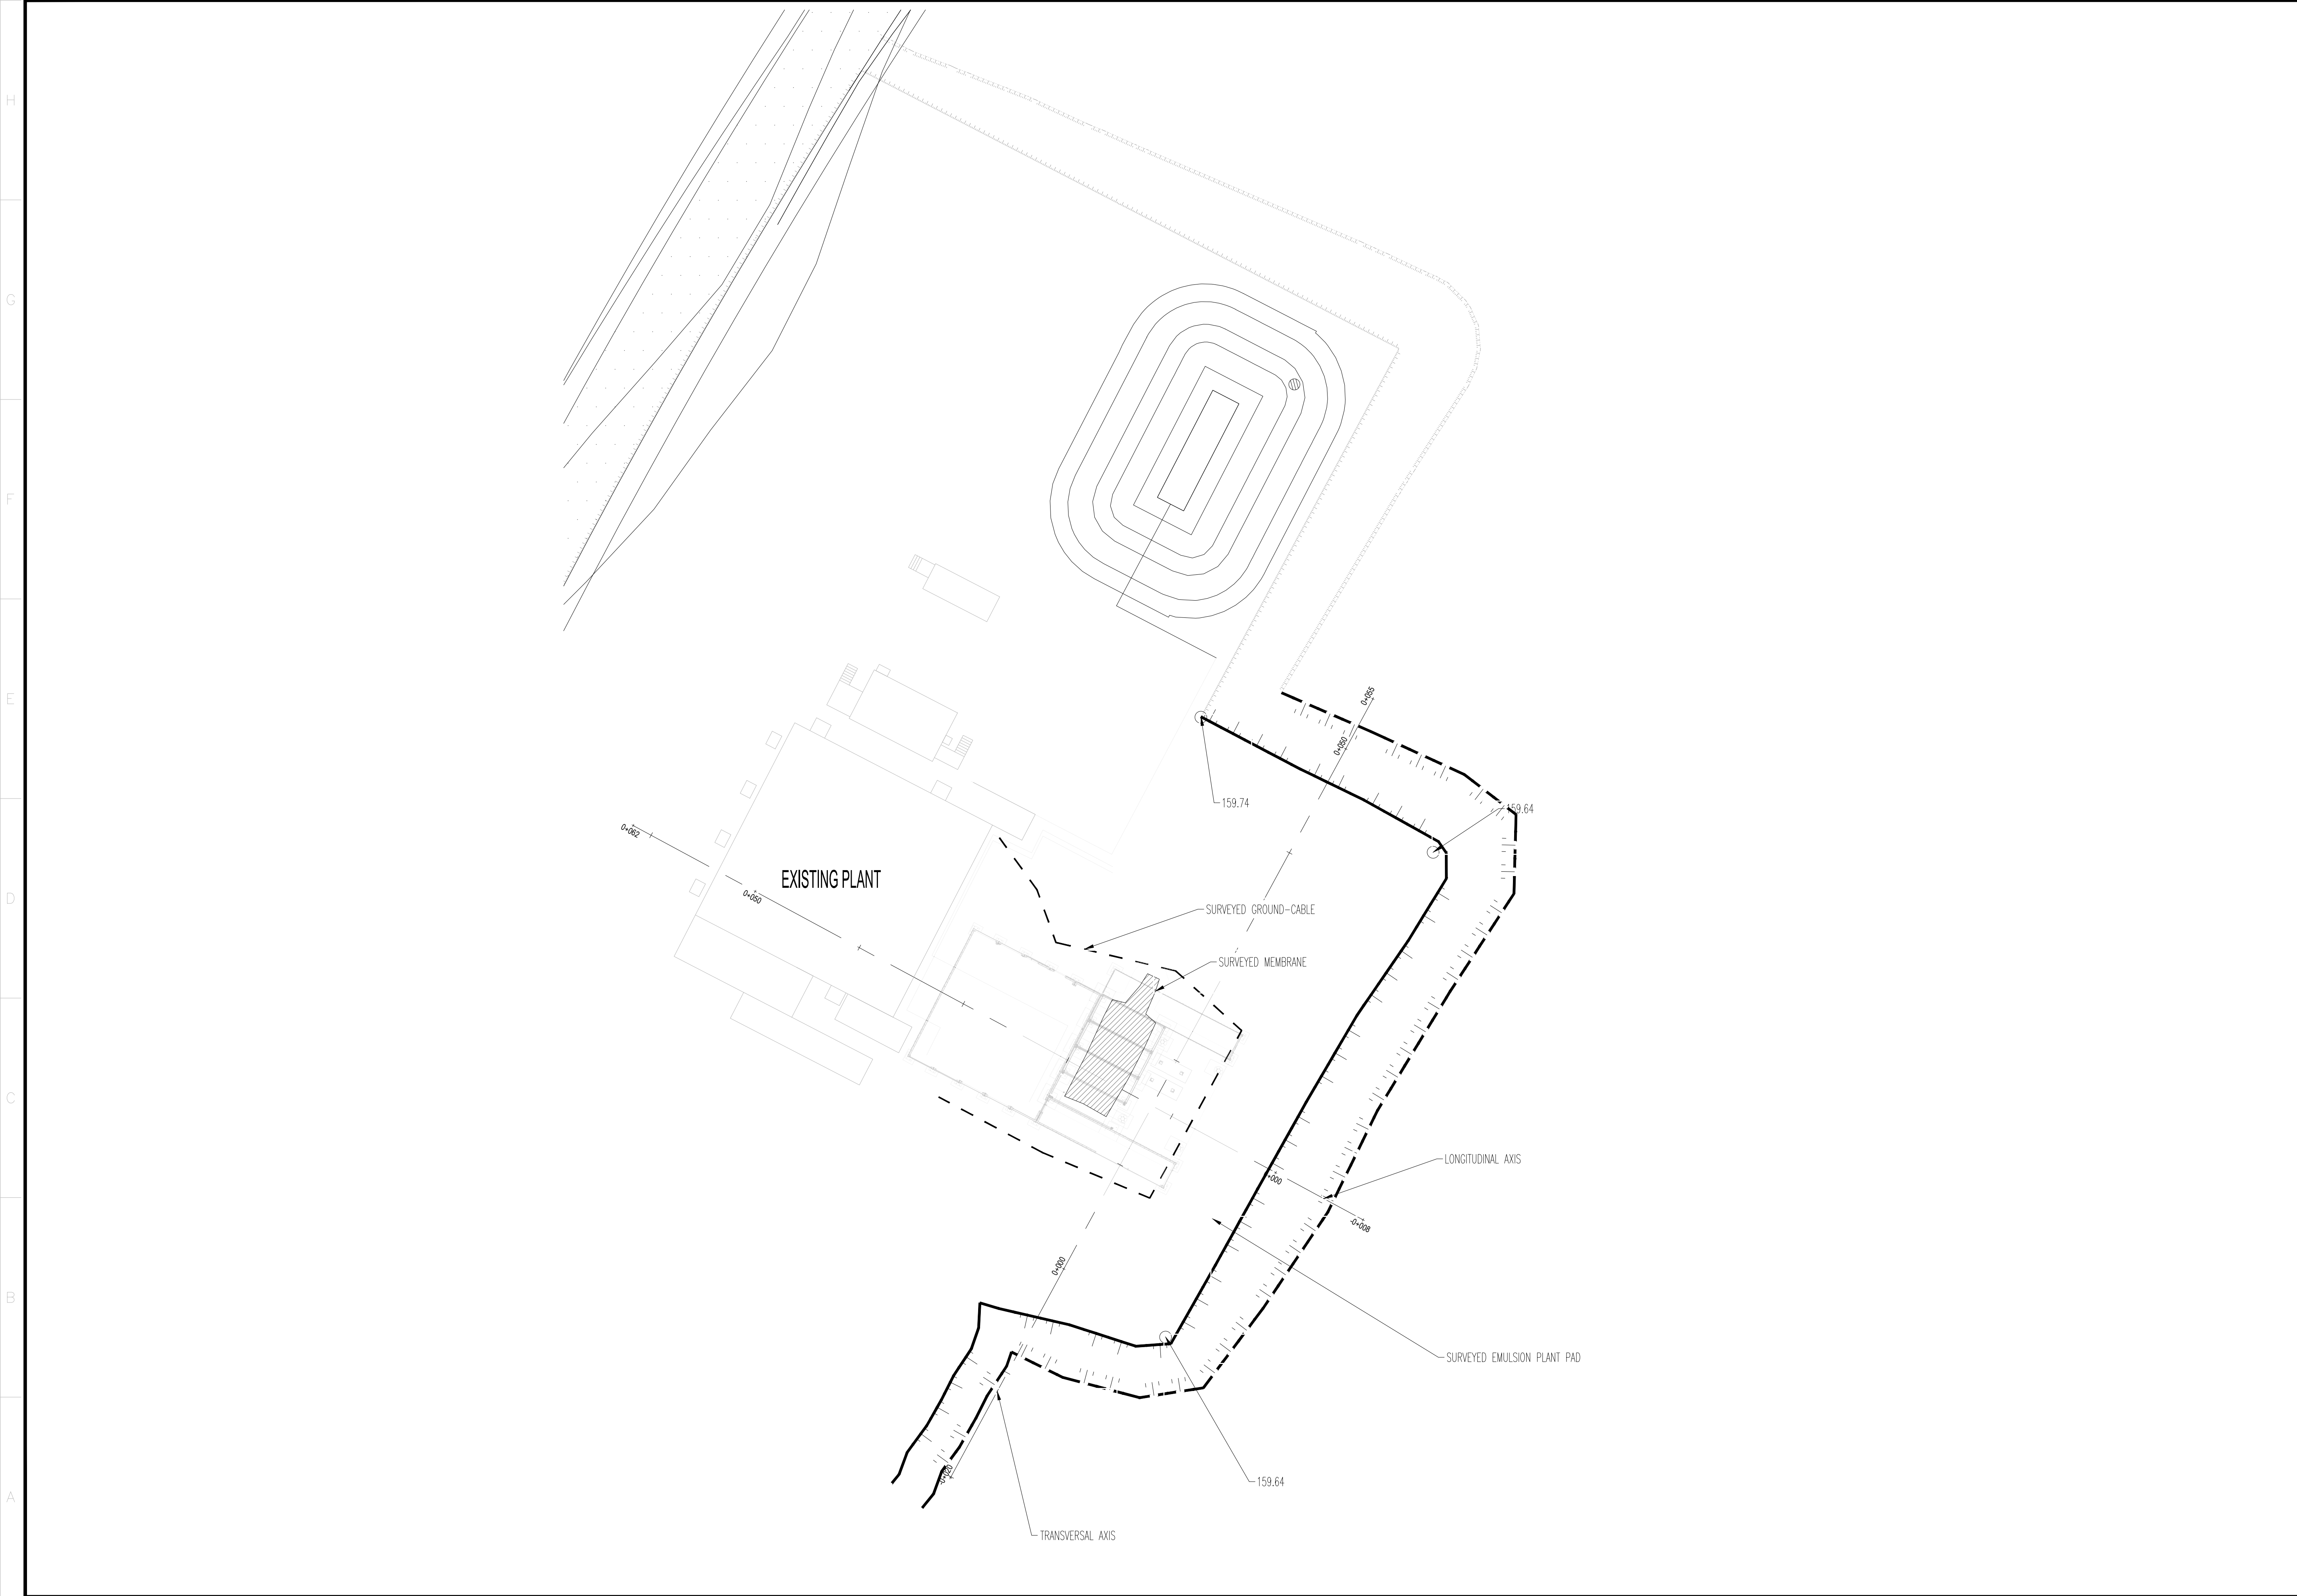 H
G
F
E
D
C
B
A
0+055
0+050
159.74
159.64
0+062
0+050
EXISTING PLANT
SURVEYED GROUND-CABLE
SURVEYED MEMBRANE
LONGITUDINAL AXIS
-0+008
0+000
SURVEYED EMULSION PLANT PAD
-0+020
159.64
TRANSVERSAL AXIS